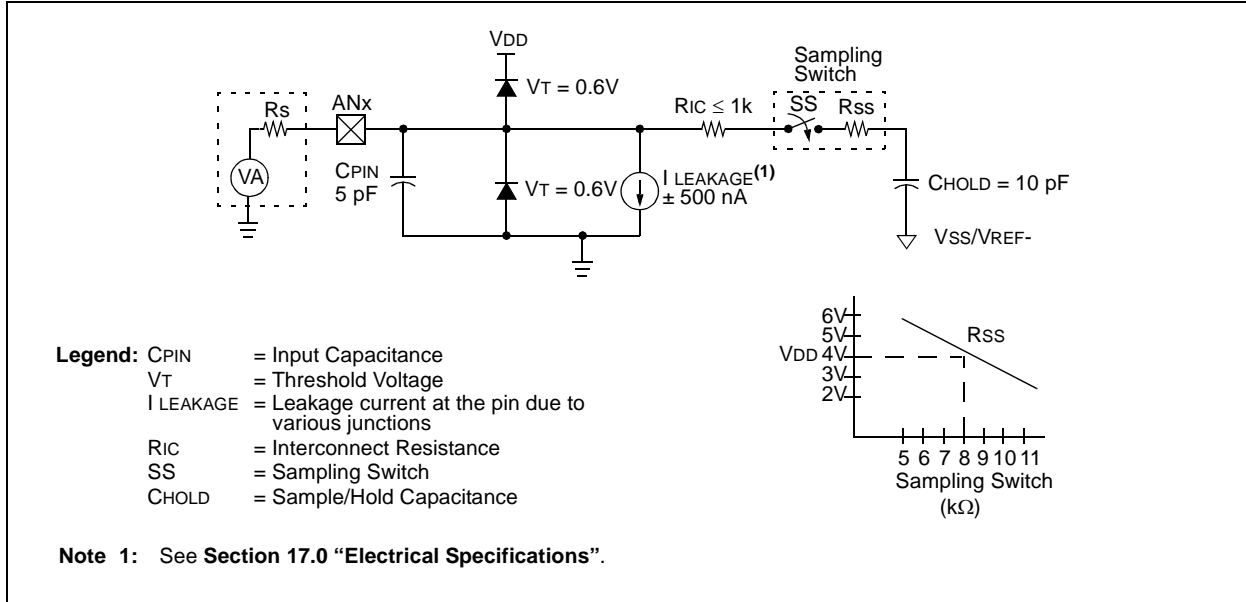 VDD
Sampling
Switch
VT = 0.6V
Rs
ANx
RIC ≤ 1k
SS
RSS
VA
CPIN
5 pF
VT = 0.6V
I LEAKAGE(1)
± 500 nA
CHOLD = 10 pF
VSS/VREF-
6V
5V
VDD 4V
3V
2V
RSS
5 6 7 8 9 10 11
Sampling Switch
(kΩ)
Legend: CPIN = Input Capacitance
VT = Threshold Voltage
I LEAKAGE = Leakage current at the pin due to
various junctions
RIC = Interconnect Resistance
SS = Sampling Switch
CHOLD = Sample/Hold Capacitance
Note 1: See Section 17.0 “Electrical Specifications”.